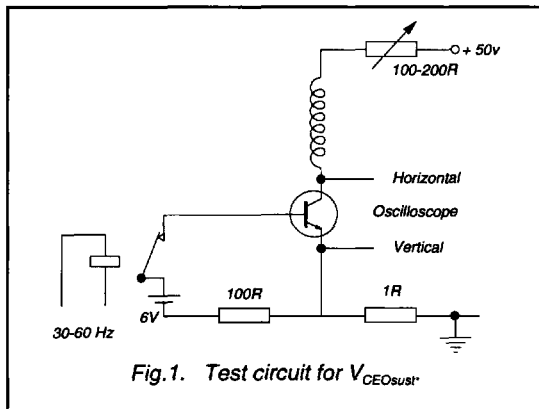 + 50v
100-200R
Horizontal
Oscilloscope
Vertical
100R
1R
6V
30-60 Hz
Fig.1. Test circuit for VCEOsust.